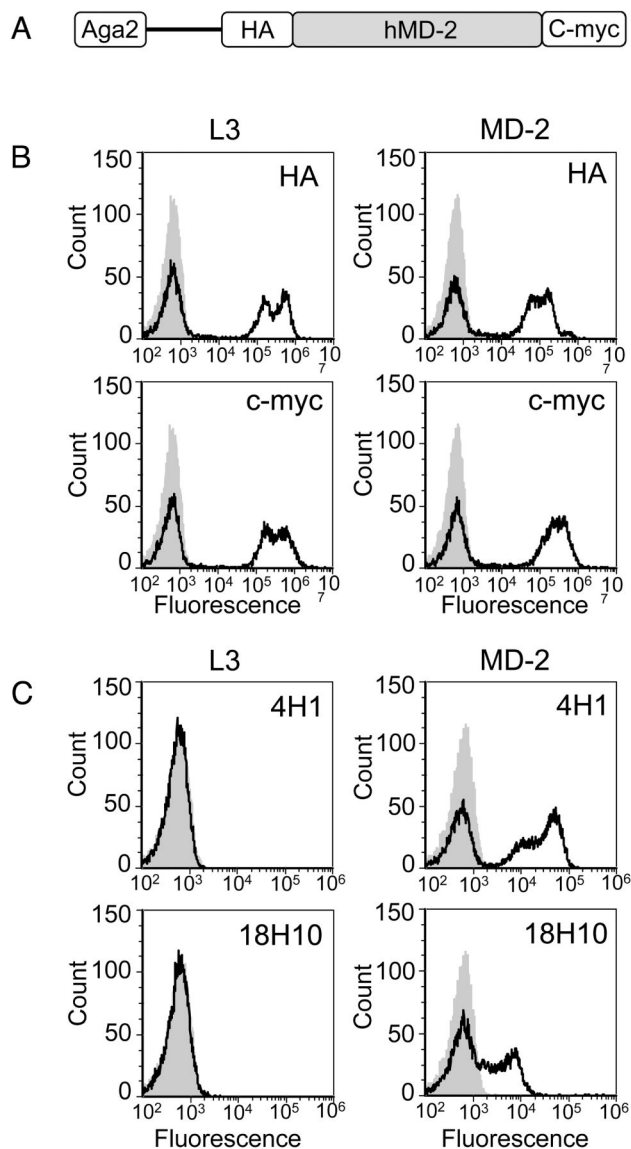 A
Aga2 HA hMD-2 C-myc
L3 MD-2
B
150 HA 150 HA
Count 100 Count 100
50 50
0 0
10² 10³ 10⁴ 10⁵ 10⁶ 10 7 10² 10³ 10⁴ 10⁵ 10⁶ 10 7
150 c-myc 150 c-myc
Count 100 Count 100
50 50
0 0
10² 10³ 10⁴ 10⁵ 10⁶ 10 7 10² 10³ 10⁴ 10⁵ 10⁶ 10 7
Fluorescence Fluorescence
L3 MD-2
C
150 4H1 150 4H1
Count 100 Count 100
50 50
0 0
10² 10³ 10⁴ 10⁵ 10⁶ 10² 10³ 10⁴ 10⁵ 10⁶
150 18H10 150 18H10
Count 100 Count 100
50 50
0 0
10² 10³ 10⁴ 10⁵ 10⁶ 10² 10³ 10⁴ 10⁵ 10⁶
Fluorescence Fluorescence